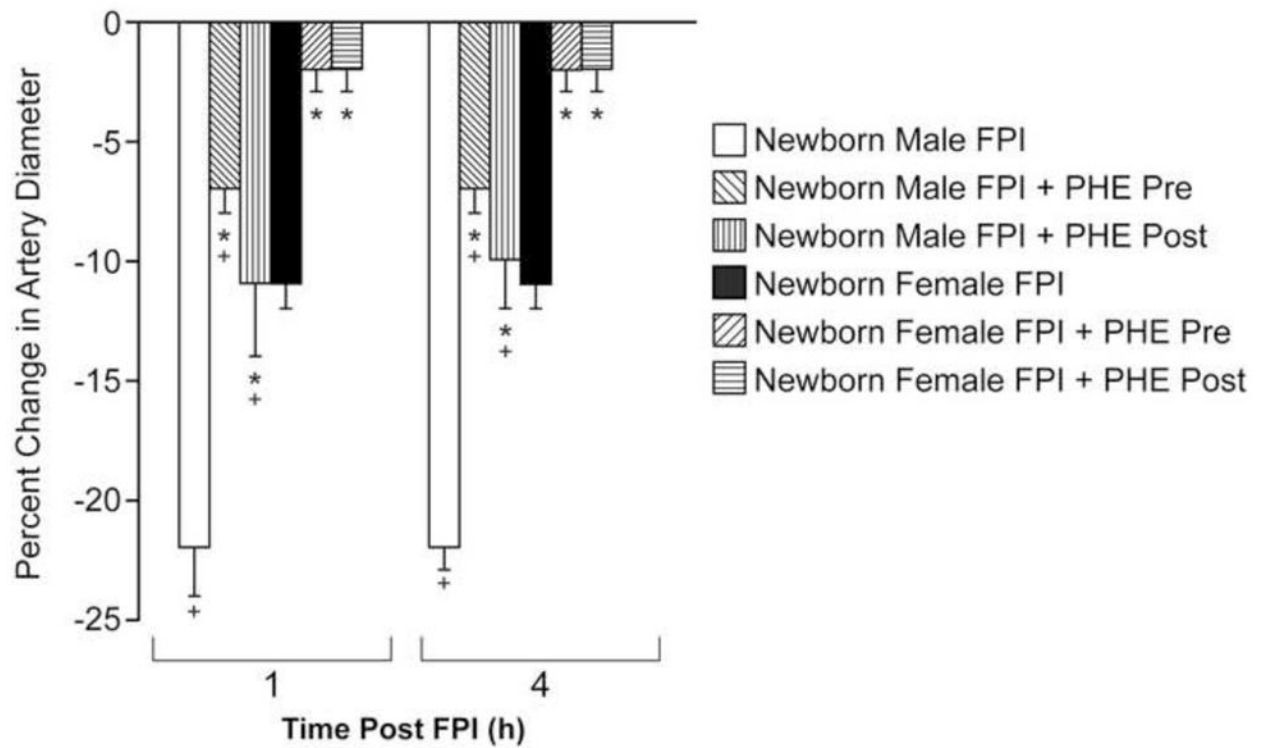 Percent Change in Artery Diameter
0
-5
-10
-15
-20
-25
*
+
*
+
*
*
*
+
*
+
*
*
+
+
1
4
Time Post FPI (h)
Newborn Male FPI
Newborn Male FPI + PHE Pre
Newborn Male FPI + PHE Post
Newborn Female FPI
Newborn Female FPI + PHE Pre
Newborn Female FPI + PHE Post